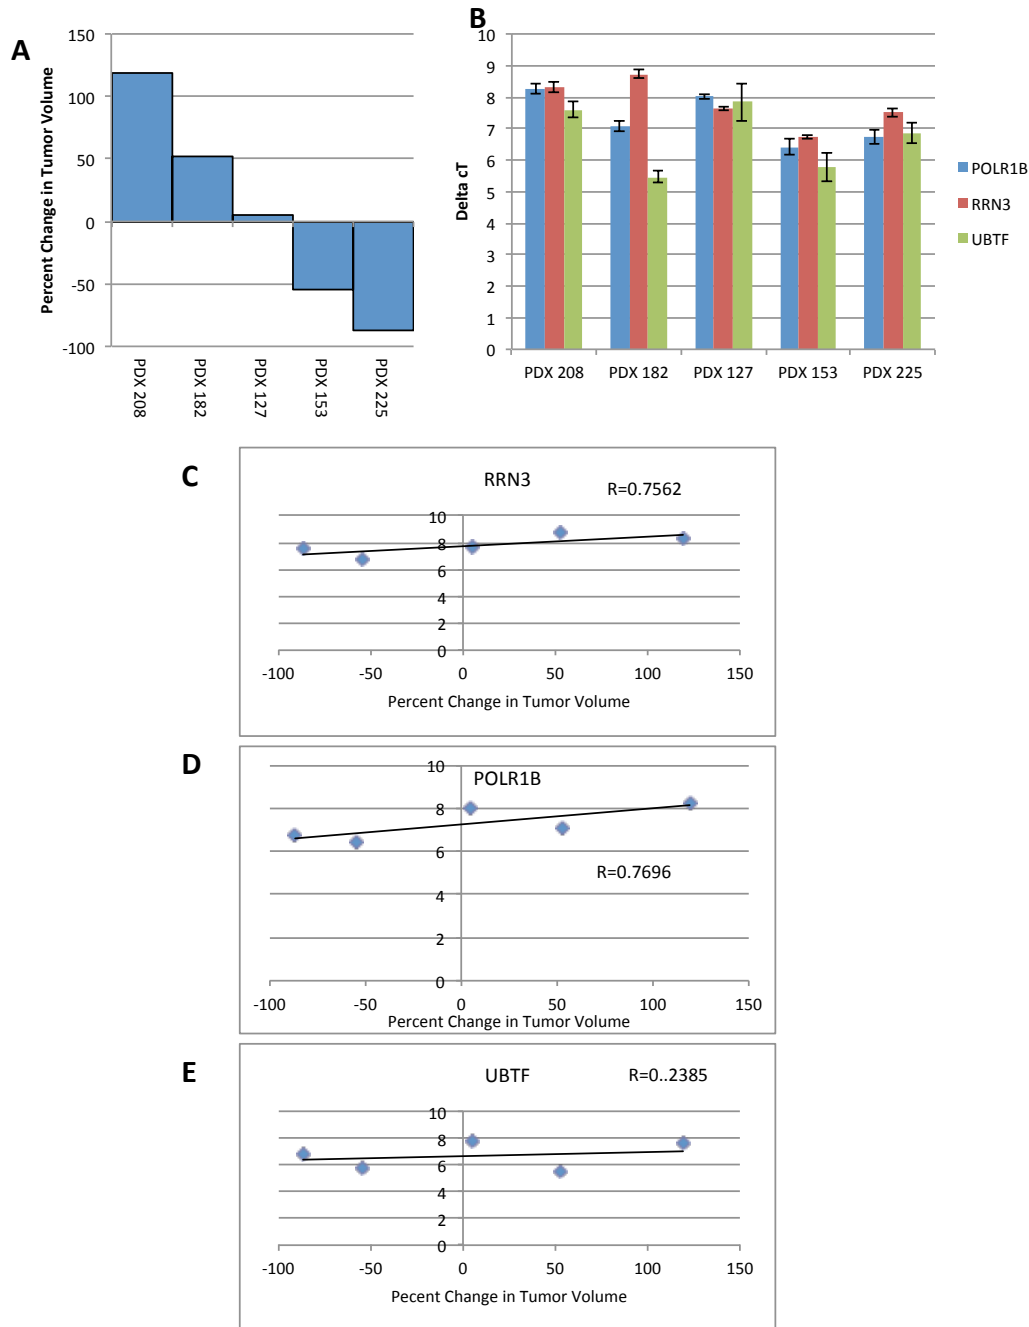 A
Percent Change in Tumor Volume
150
100
50
0
-50
-100
PDX 208
PDX 182
PDX 127
PDX 153
PDX 225
B
Delta cT
10
9
8
7
6
5
4
3
2
1
0
PDX 208 PDX 182 PDX 127 PDX 153 PDX 225
POLR1B
RRN3
UBTF
C
RRN3
R=0.7562
10
8
6
4
2
0
-100 -50 0 50 100 150
Percent Change in Tumor Volume
D
POLR1B
R=0.7696
10
8
6
4
2
0
-100 -50 0 50 100 150
Percent Change in Tumor Volume
E
UBTF
R=0..2385
10
8
6
4
2
0
-100 -50 0 50 100 150
Pecent Change in Tumor Volume